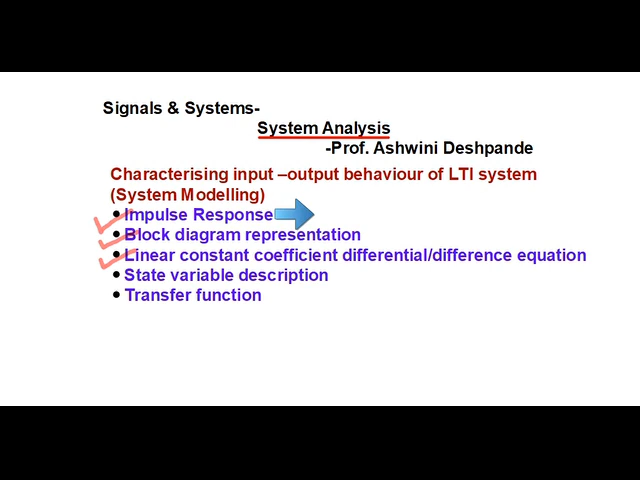 Signals & Systems-
System Analysis
-Prof. Ashwini Deshpande
Characterising input –output behaviour of LTI system
(System Modelling)
• Impulse Response
• Block diagram representation
• Linear constant coefficient differential/difference equation
• State variable description
• Transfer function